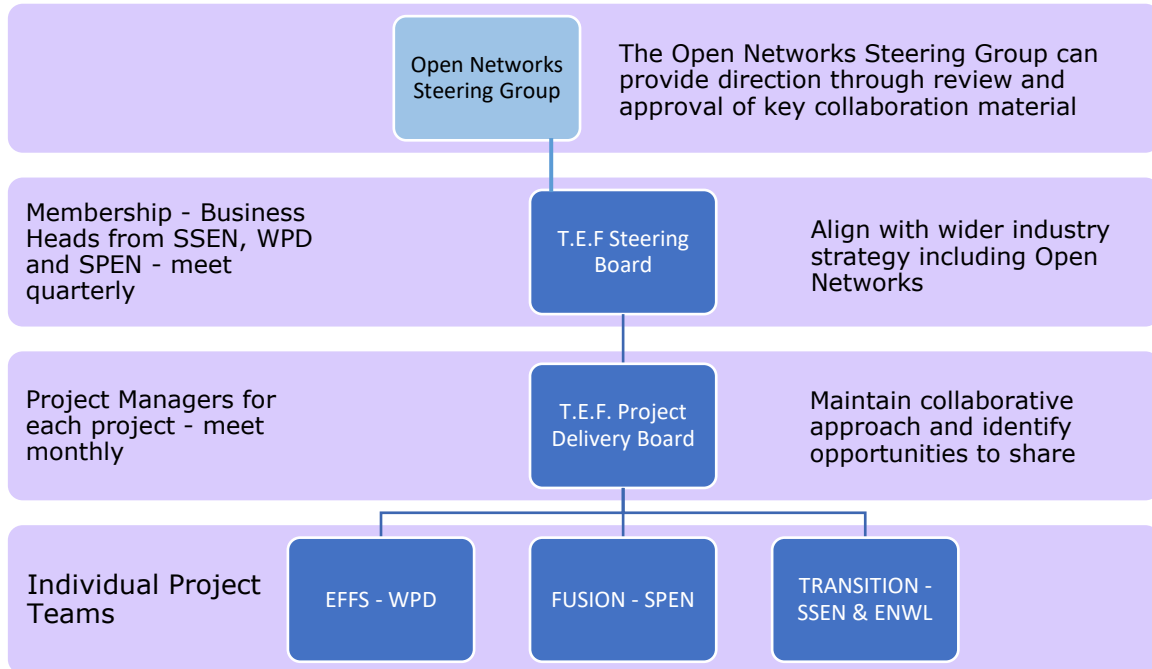 Open Networks
Steering Group
The Open Networks Steering Group can
provide direction through review and
approval of key collaboration material
Membership - Business
Heads from SSEN, WPD
and SPEN - meet
quarterly
T.E.F Steering
Board
Align with wider industry
strategy including Open
Networks
Project Managers for
each project - meet
monthly
T.E.F. Project
Delivery Board
Maintain collaborative
approach and identify
opportunities to share
Individual Project
Teams
EFFS - WPD
FUSION - SPEN
TRANSITION -
SSEN & ENWL